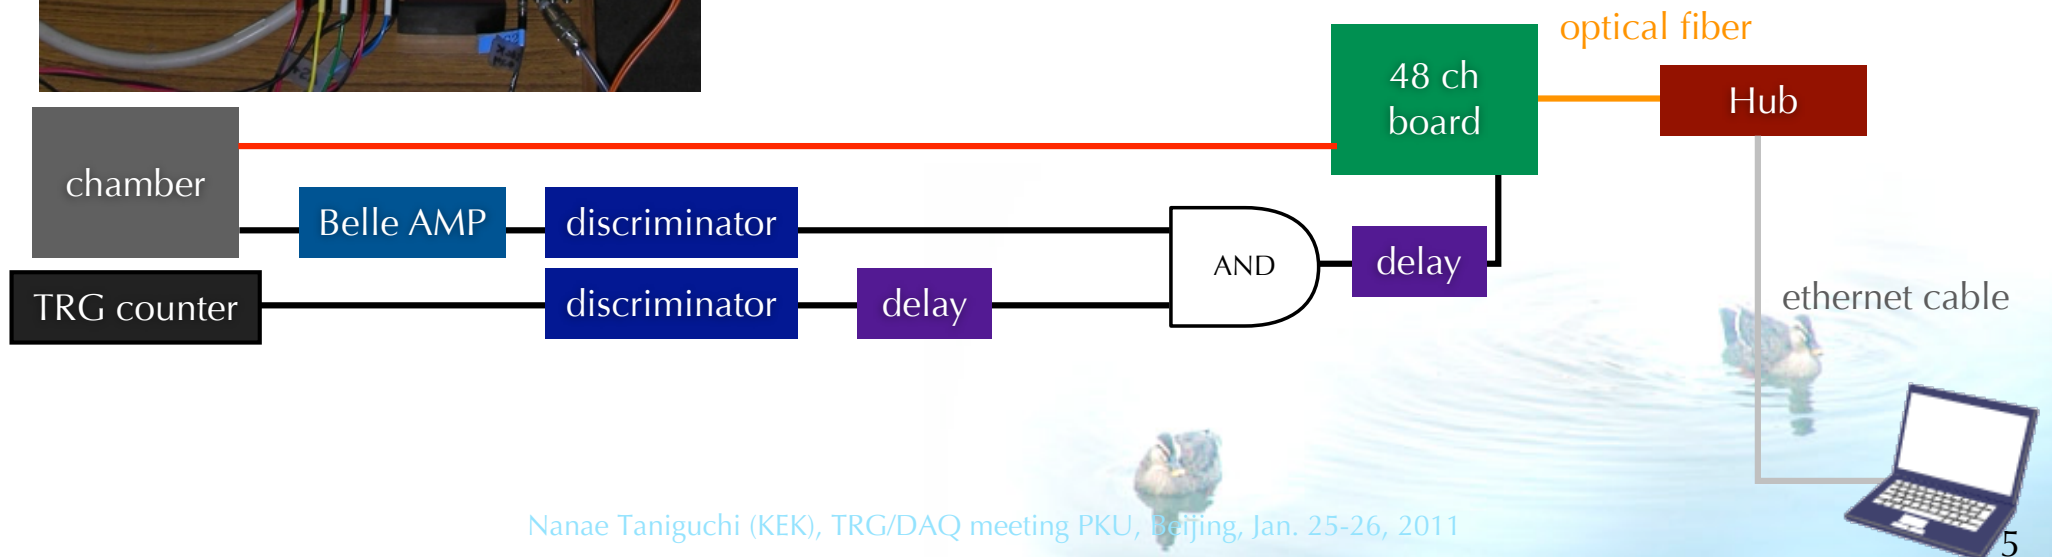 optical fiber
48 ch
board
Hub
chamber
Belle AMP
discriminator
AND
delay
TRG counter
discriminator
delay
ethernet cable
Nanae Taniguchi (KEK), TRG/DAQ meeting PKU, Beijing, Jan. 25-26, 2011
5